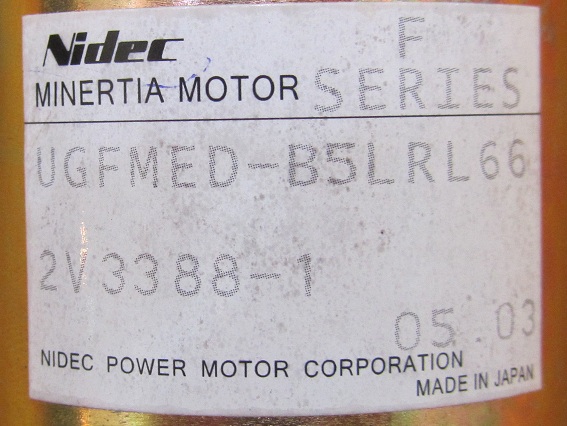 Nidec F
MINERTIA MOTOR SERIES
UGFMED-B5LRL66
2V3388-1
05.03
NIDEC POWER MOTOR CORPORATION
MADE IN JAPAN